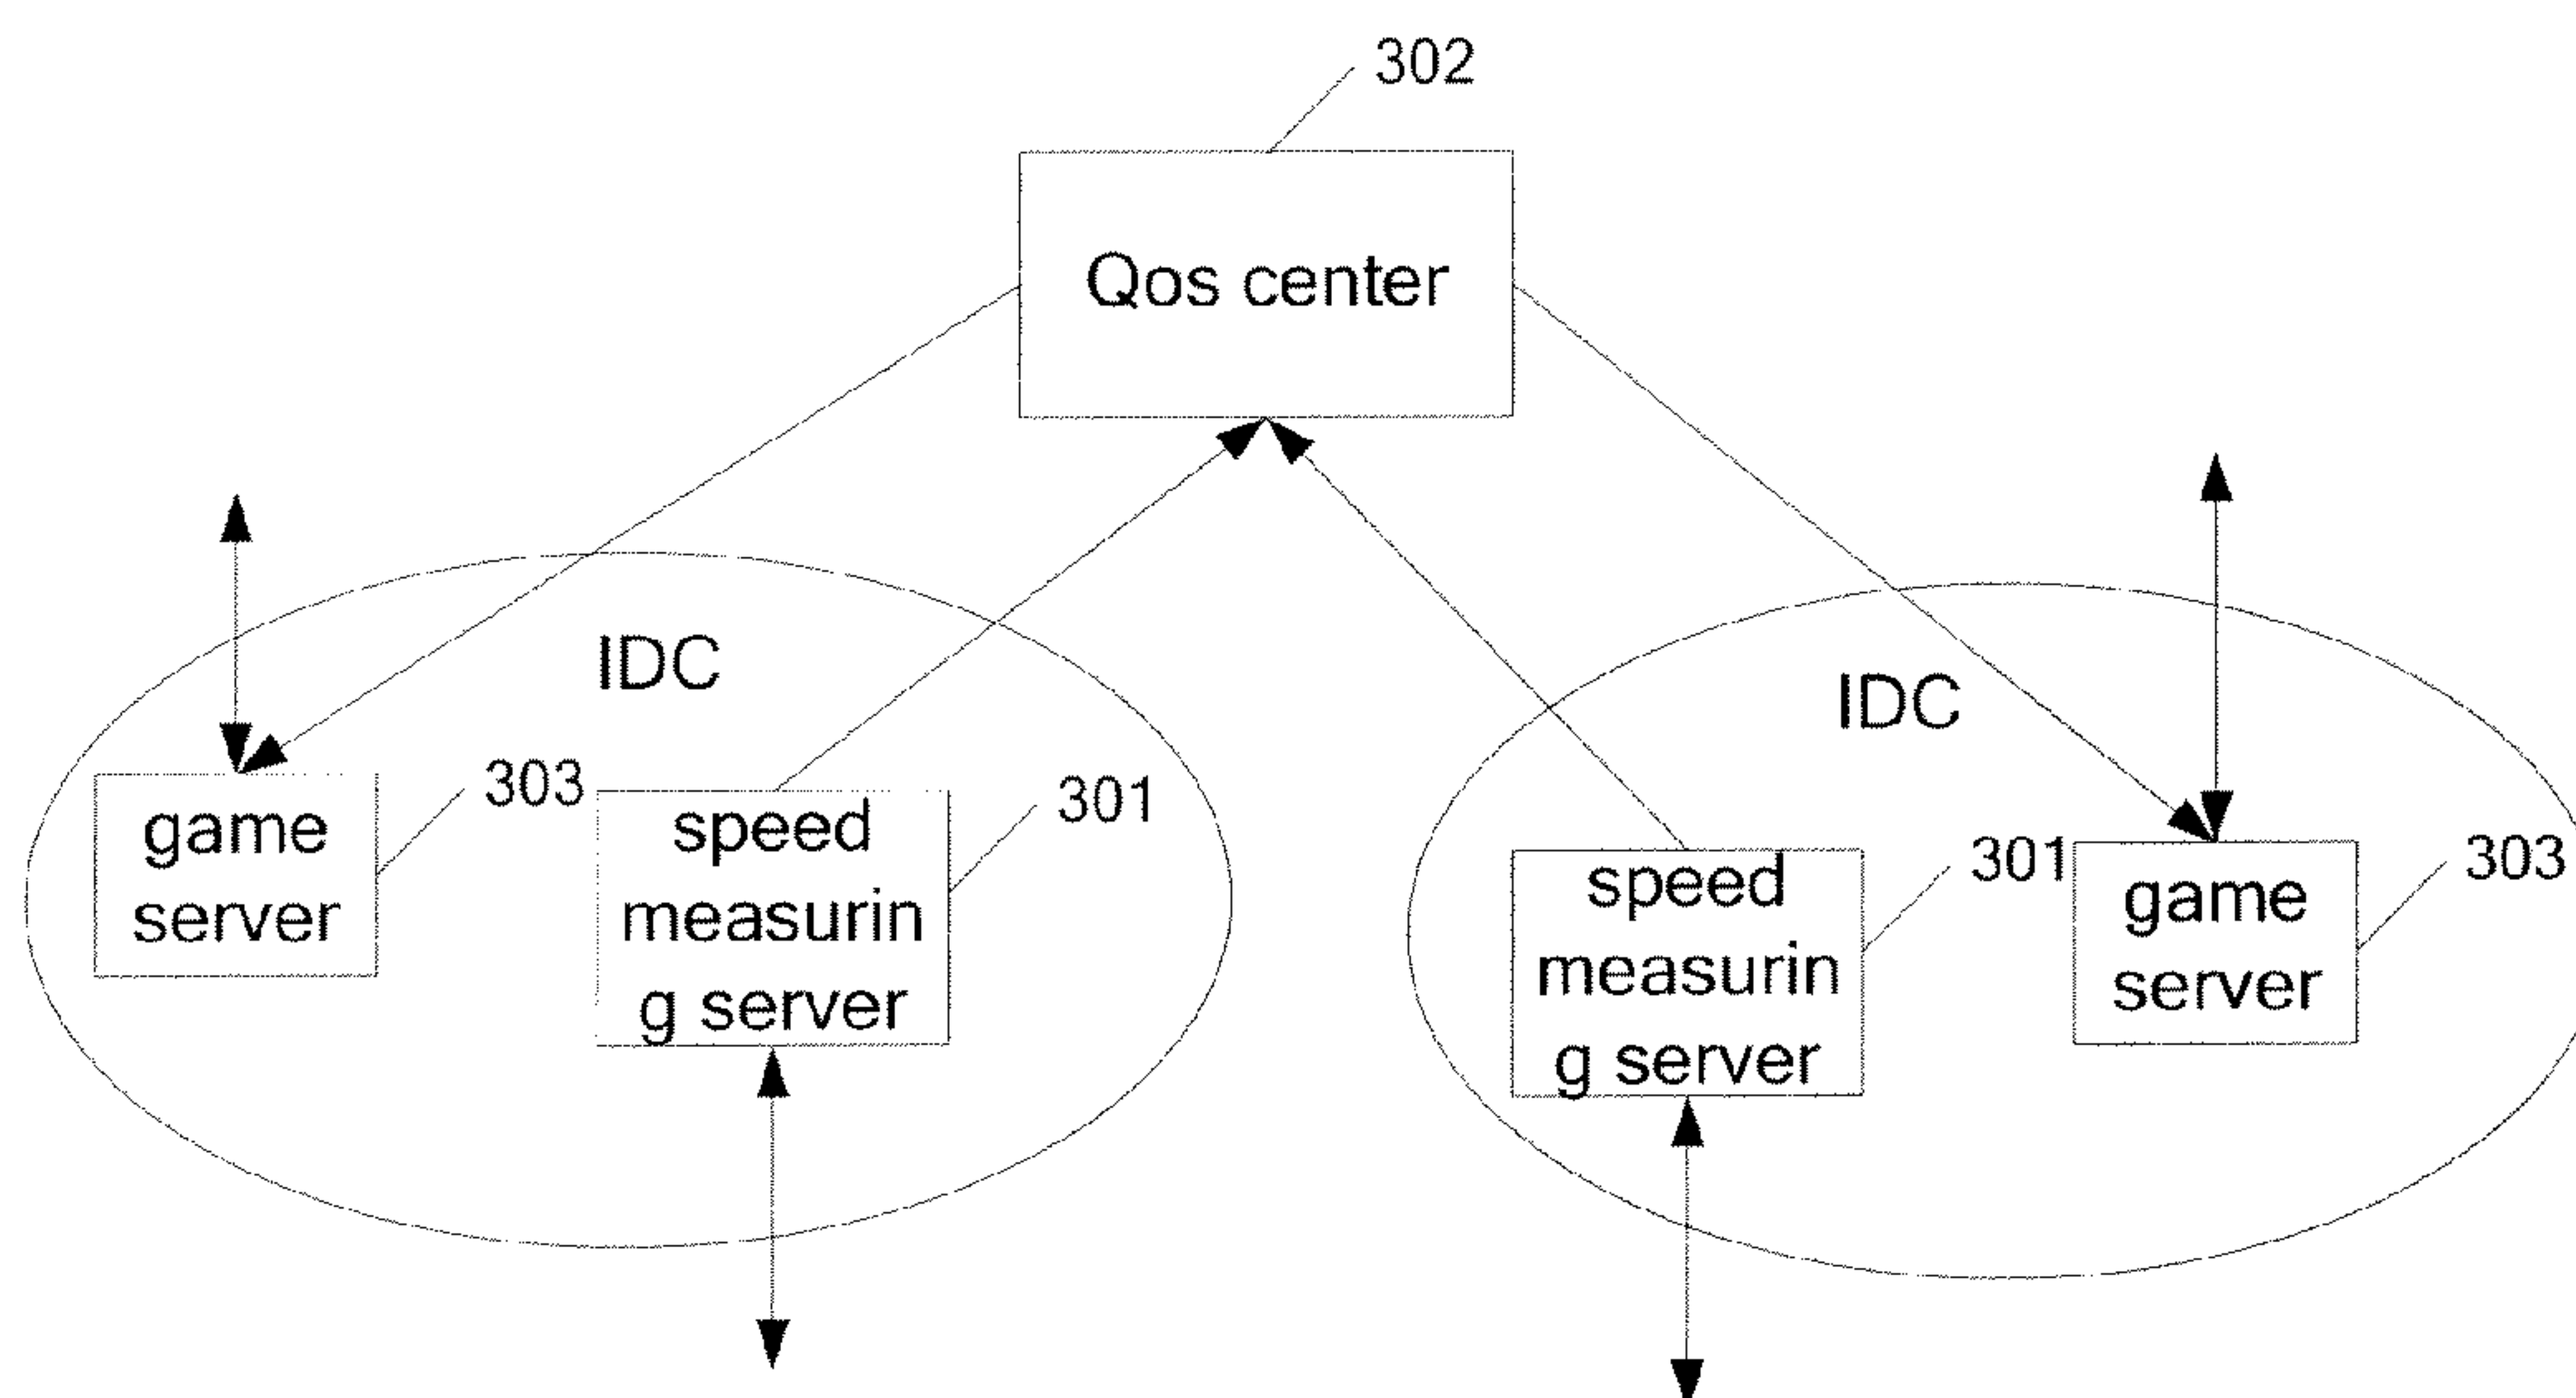 302
Qos center
IDC
IDC
303
game
server
301
speed
measurin
g server
301
speed
measurin
g server
303
game
server